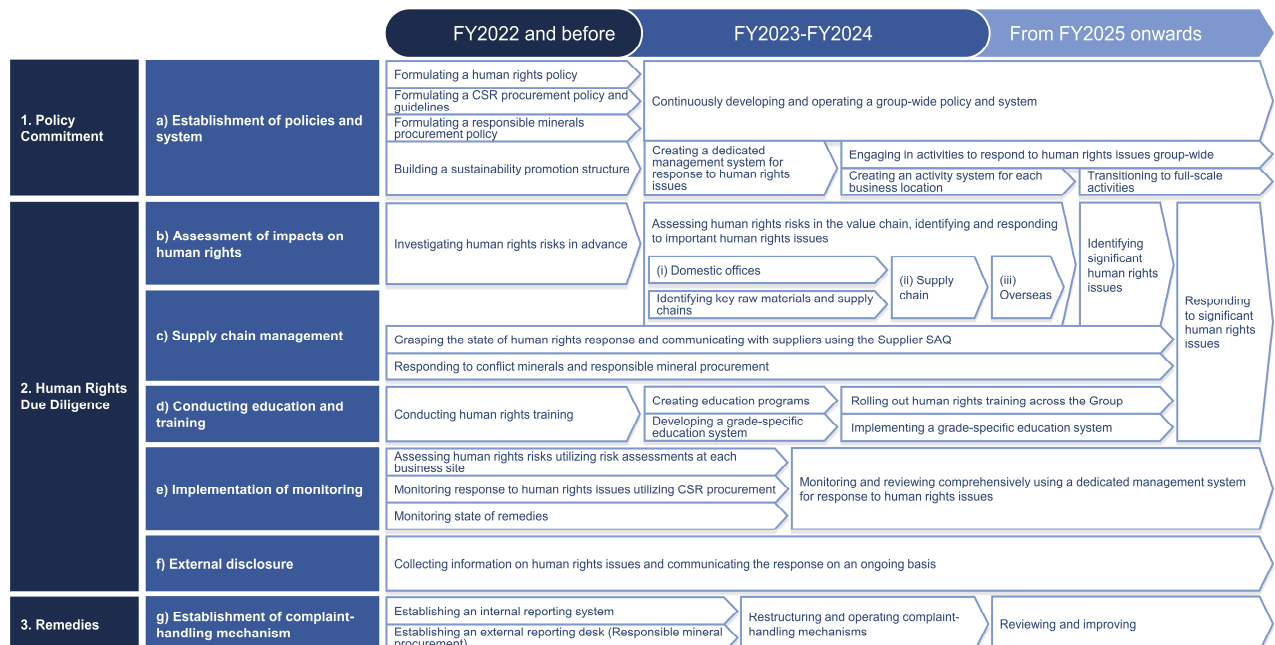 FY2022 and before
FY2023-FY2024
From FY2025 onwards
1. Policy
Commitment
a) Establishment of policies and
system
Formulating a human rights policy
Formulating a CSR procurement policy and
guidelines
Formulating a responsible minerals
procurement policy
Building a sustainability promotion structure
Continuously developing and operating a group-wide policy and system
Creating a dedicated
management system for
response to human rights
issues
Engaging in activities to respond to human rights issues group-wide
Creating an activity system for each
business location
Transitioning to full-scale
activities
2. Human Rights
Due Diligence
b) Assessment of impacts on
human rights
Investigating human rights risks in advance
Assessing human rights risks in the value chain, identifying and responding
to important human rights issues
(i) Domestic offices
Identifying key raw materials and supply
chains
(ii) Supply
chain
(iii)
Overseas
Identifying
significant
human rights
issues
Responding
to significant
human rights
issues
c) Supply chain management
Grasping the state of human rights response and communicating with suppliers using the Supplier SAQ
Responding to conflict minerals and responsible mineral procurement
d) Conducting education and
training
Conducting human rights training
Creating education programs
Developing a grade-specific
education system
Rolling out human rights training across the Group
Implementing a grade-specific education system
e) Implementation of monitoring
Assessing human rights risks utilizing risk assessments at each
business site
Monitoring response to human rights issues utilizing CSR procurement
Monitoring state of remedies
Monitoring and reviewing comprehensively using a dedicated management system
for response to human rights issues
f) External disclosure
Collecting information on human rights issues and communicating the response on an ongoing basis
3. Remedies
g) Establishment of complaint-
handling mechanism
Establishing an internal reporting system
Establishing an external reporting desk (Responsible mineral
procurement)
Restructuring and operating complaint-
handling mechanisms
Reviewing and improving